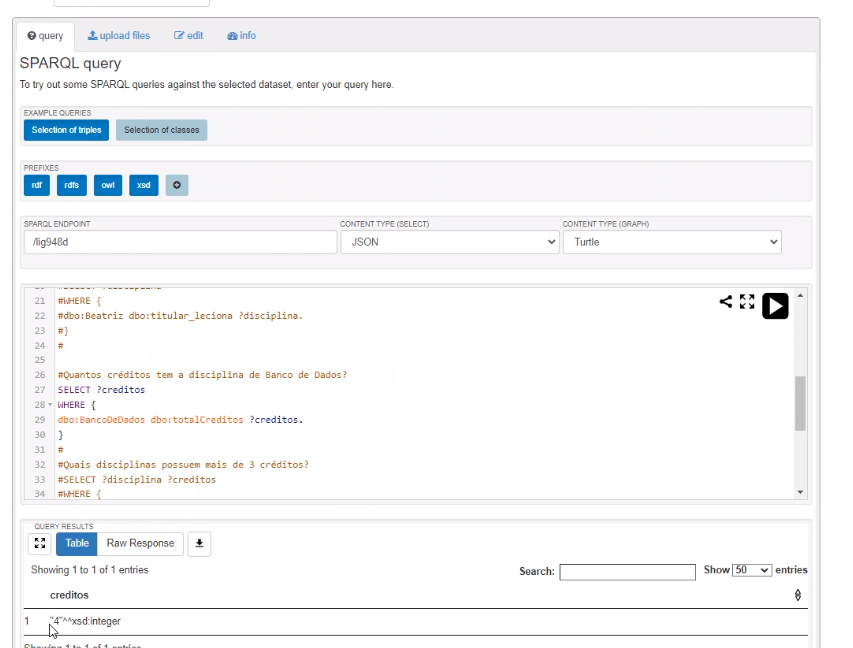 query upload files edit info
SPARQL query
To try out some SPARQL queries against the selected dataset, enter your query here.
EXAMPLE QUERIES
Selection of triples Selection of classes
PREFIXES
rdf rdfs owl xsd
SPARQL ENDPOINT CONTENT TYPE (SELECT) CONTENT TYPE (GRAPH)
/lig948d JSON Turtle
21 #WHERE {
22 #dbo:Beatriz dbo:titular_leciona ?disciplina.
23 #}
24 #
25
26 #Quantos créditos tem a disciplina de Banco de Dados?
27 SELECT ?creditos
28 WHERE {
29 dbo:BancoDeDados dbo:totalCreditos ?creditos.
30 }
31 #
32 #Quais disciplinas possuem mais de 3 créditos?
33 #SELECT ?disciplina ?creditos
34 #WHERE {
QUERY RESULTS
Table Raw Response
Showing 1 to 1 of 1 entries Search: Show 50 entries
creditos
1 "4"^^xsd:integer
Showing 1 to 1 of 1 entries